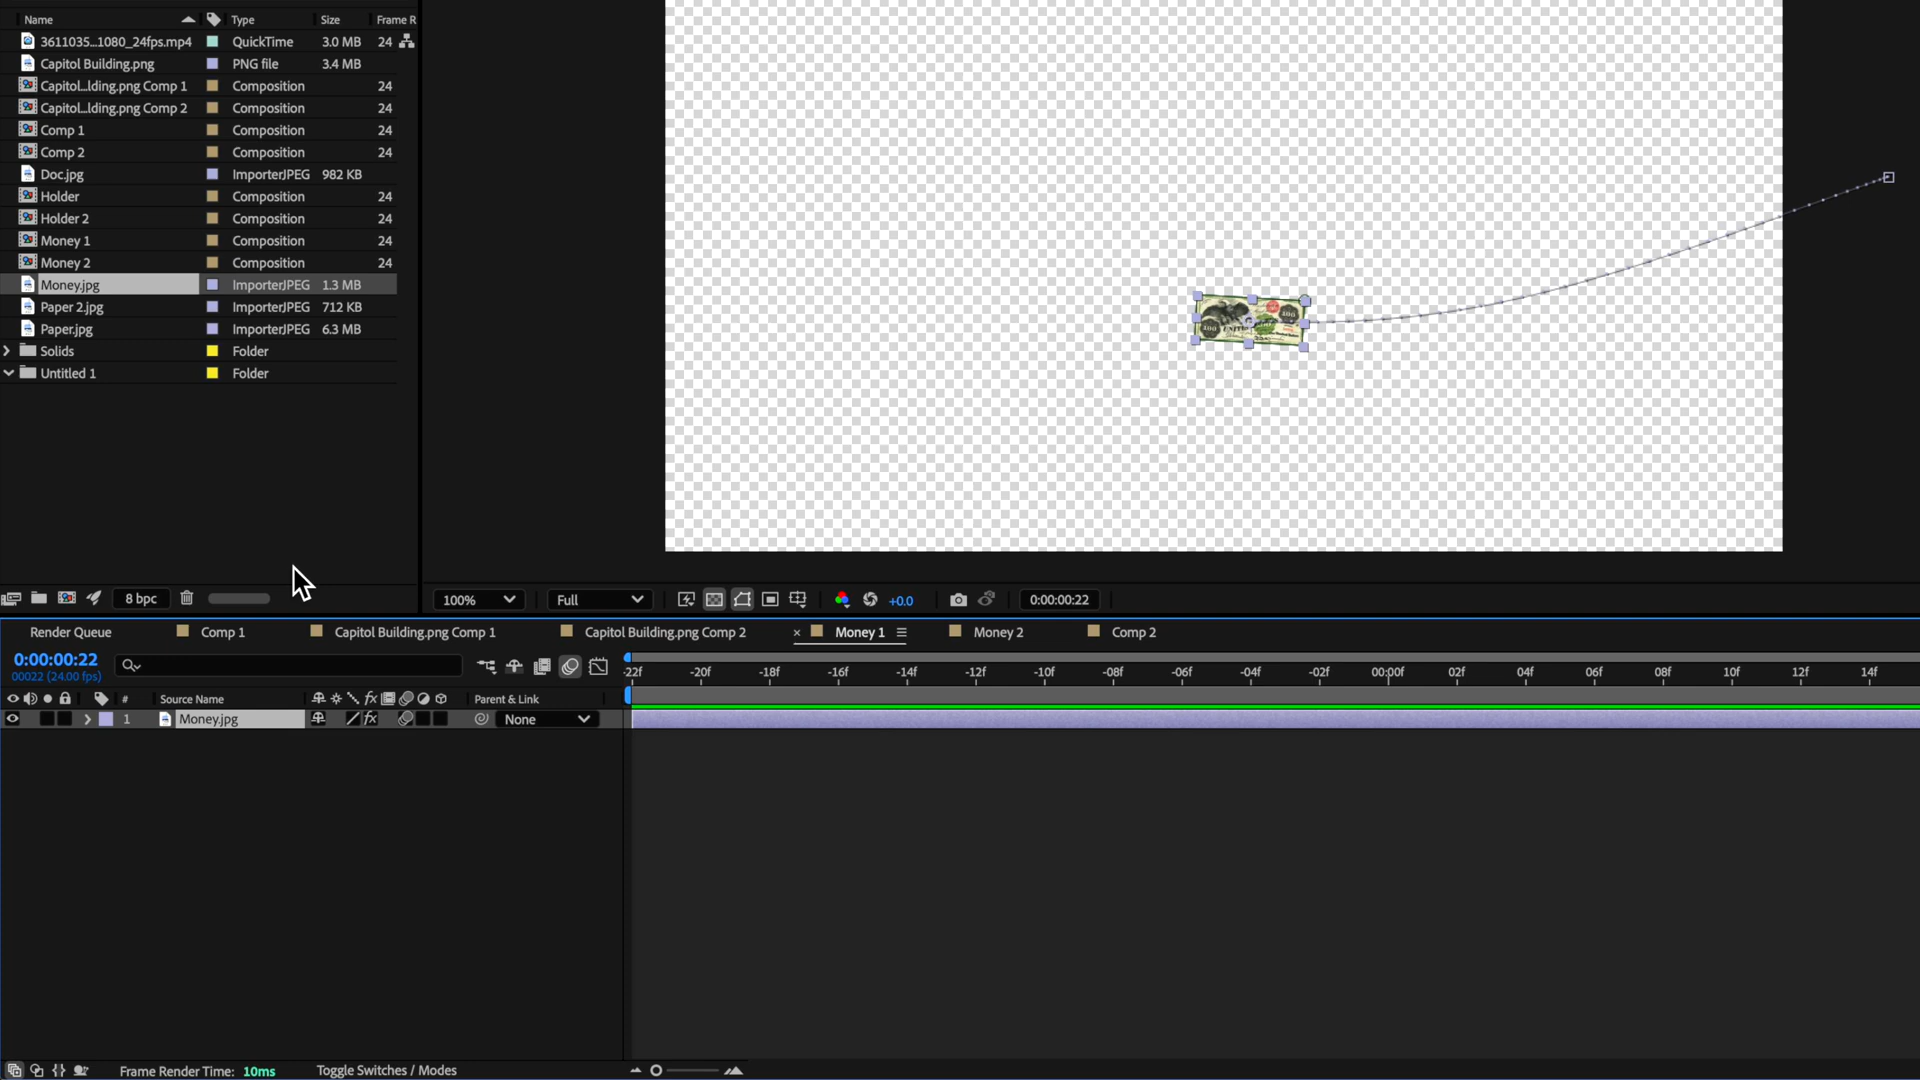 Name Type Size Frame R
3611035...1080_24fps.mp4 QuickTime 3.0 MB 24
Capitol Building.png PNG file 3.4 MB
Capitol...lding.png Comp 1 Composition 24
Capitol...lding.png Comp 2 Composition 24
Comp 1 Composition 24
Comp 2 Composition 24
Doc.jpg ImporterJPEG 982 KB
Holder Composition 24
Holder 2 Composition 24
Money 1 Composition 24
Money 2 Composition 24
Money.jpg ImporterJPEG 1.3 MB
Paper 2.jpg ImporterJPEG 712 KB
Paper.jpg ImporterJPEG 6.3 MB
Solids Folder
Untitled 1 Folder
100
100
8 bpc
100% Full +0.0 0:00:00:22
Render Queue Comp 1 Capitol Building.png Comp 1 Capitol Building.png Comp 2 × Money 1 Money 2 Comp 2
0:00:00:22
00022 (24.00 fps)
-22f -20f -18f -16f -14f -12f -10f -08f -06f -04f -02f 00:00f 02f 04f 06f 08f 10f 12f 14f
# Source Name fx Parent & Link
1 Money.jpg fx None
Frame Render Time: 10ms Toggle Switches / Modes